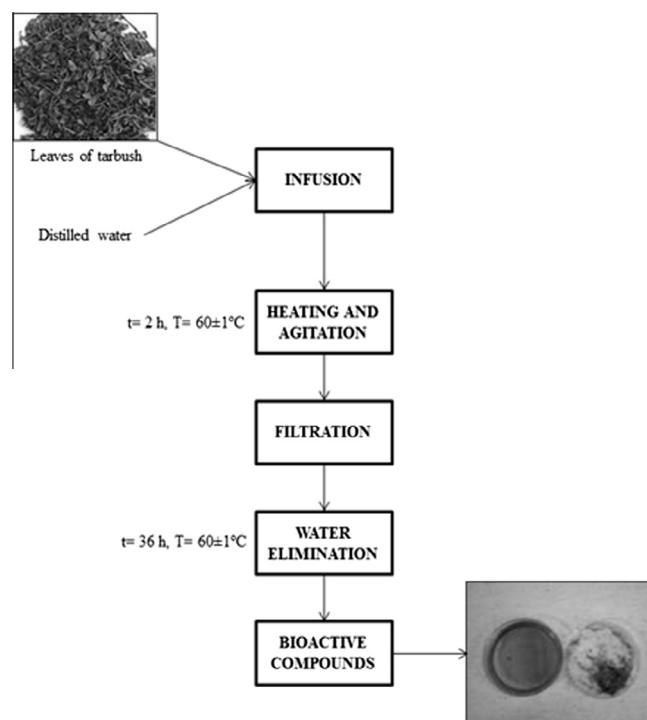 Leaves of tarbush
INFUSION
Distilled water
HEATING AND
AGITATION
t= 2 h, T= 60±1°C
FILTRATION
WATER
ELIMINATION
t= 36 h, T= 60±1°C
BIOACTIVE
COMPOUNDS